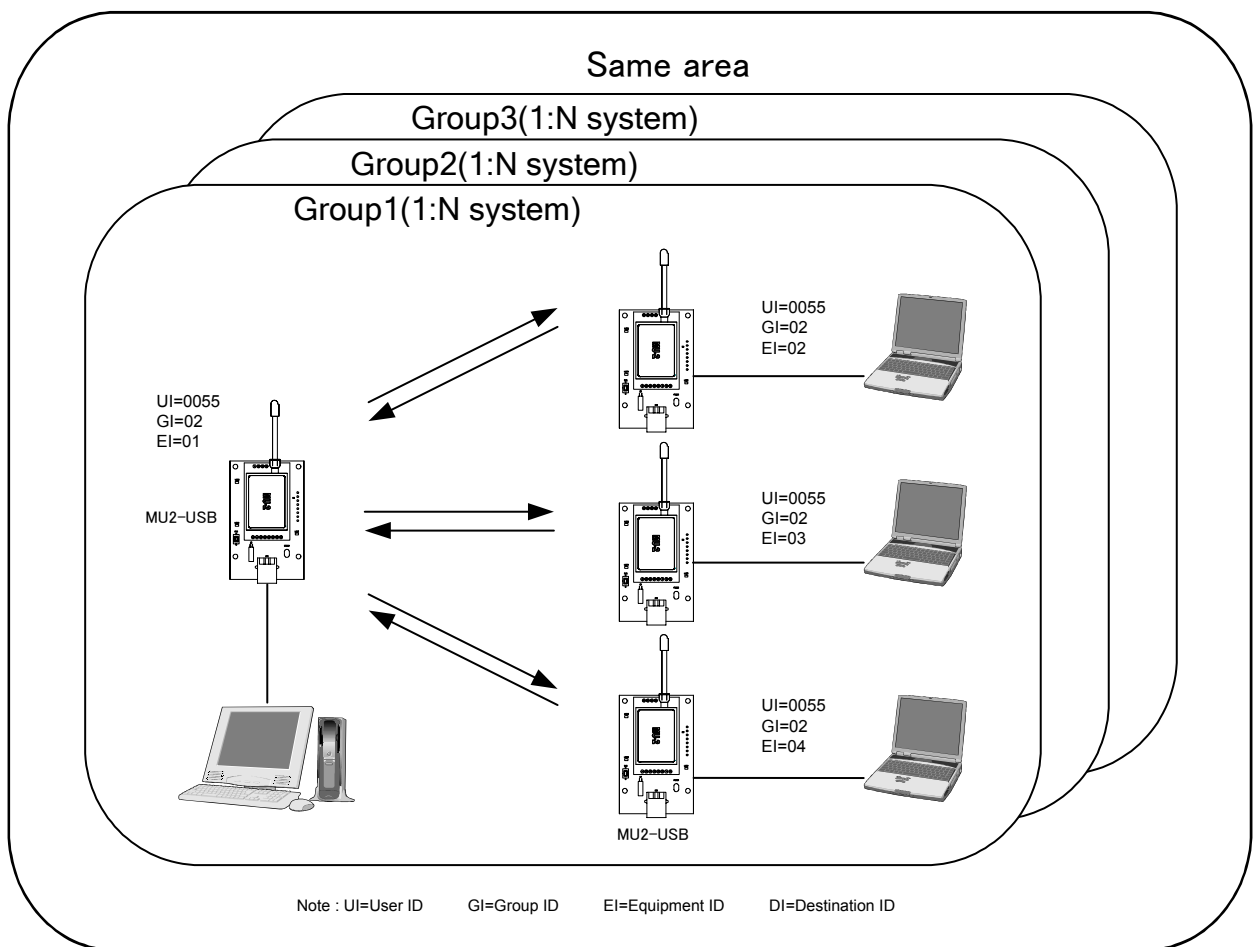 Same area
Group3(1:N system)
Group2(1:N system)
Group1(1:N system)
UI=0055
GI=02
EI=02
UI=0055
GI=02
EI=01
MU2-USB
UI=0055
GI=02
EI=03
UI=0055
GI=02
EI=04
MU2-USB
Note : UI=User ID GI=Group ID EI=Equipment ID DI=Destination ID